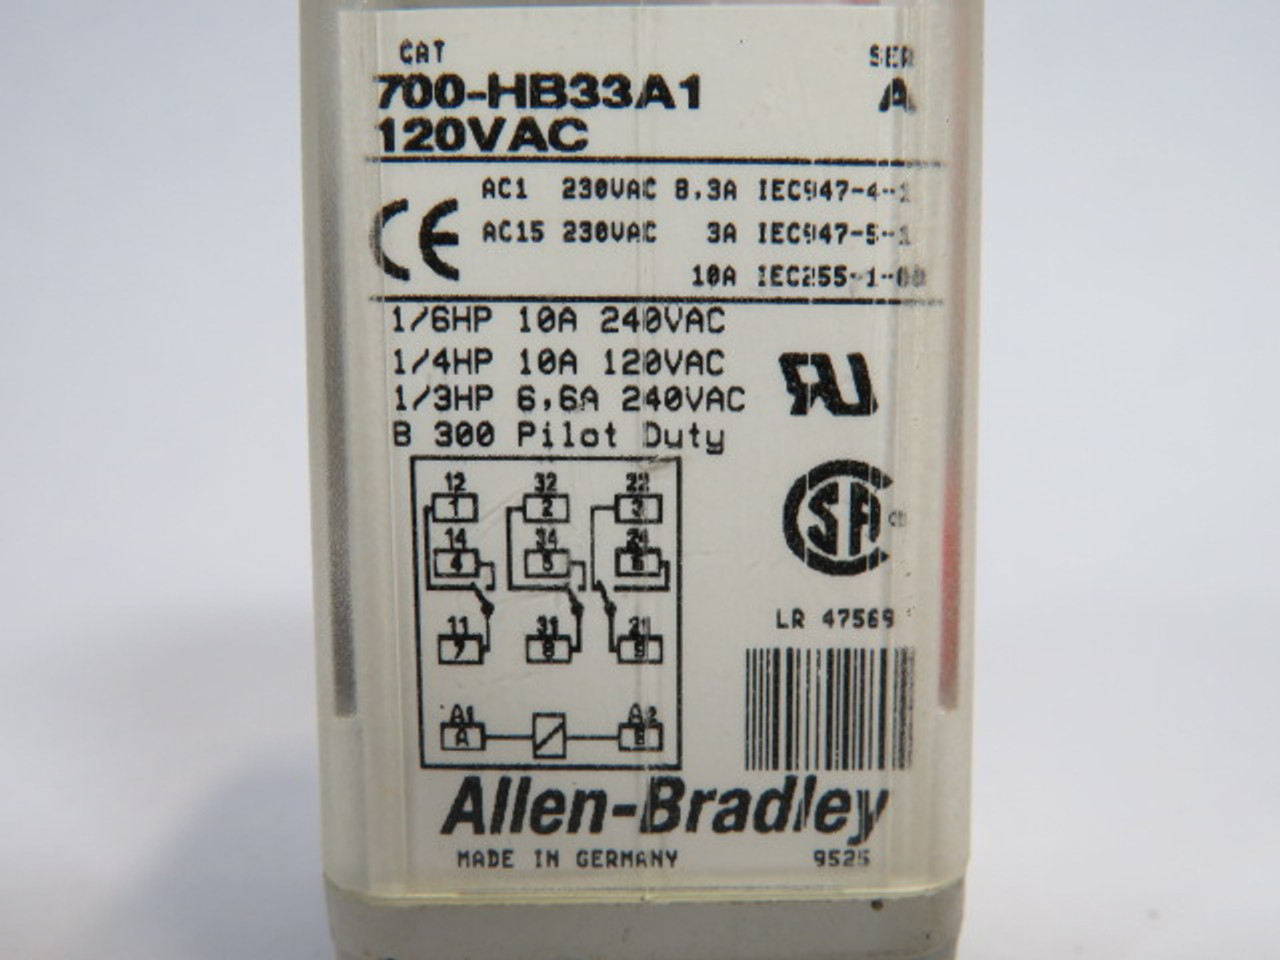 CAT SER
700-HB33A1 A
120VAC
CE
AC1 230VAC 8,3A IEC947-4-1
AC15 230VAC 3A IEC947-5-1
10A IEC255-1-00
1/6HP 10A 240VAC
1/4HP 10A 120VAC
1/3HP 6,6A 240VAC
B 300 Pilot Duty
RU
SA
LR 47569
12 32 22
1 2 3
14 34 24
4 5 6
11 31 21
7 8 9
A1 A2
A B
Allen-Bradley
MADE IN GERMANY 9525